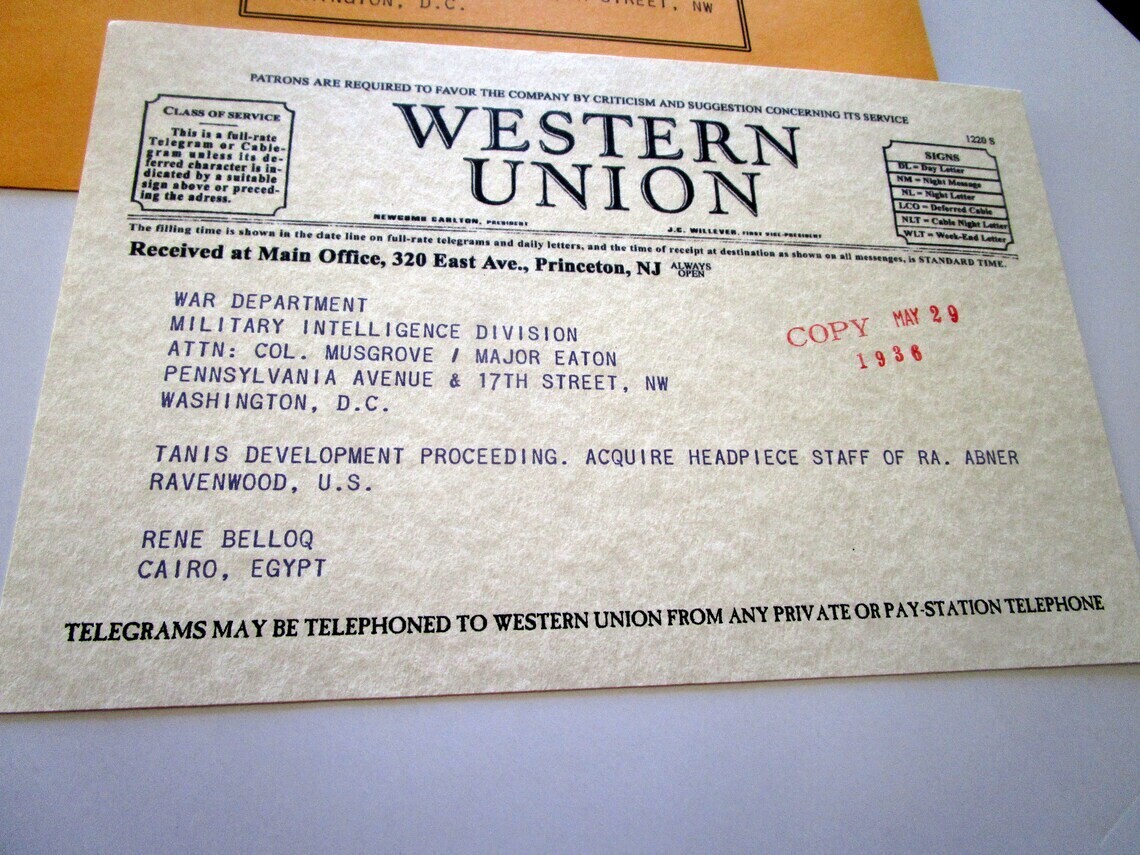 WASHINGTON, D.C.
STREET, NW
PATRONS ARE REQUIRED TO FAVOR THE COMPANY BY CRITICISM AND SUGGESTION CONCERNING ITS SERVICE
CLASS OF SERVICE
This is a full-rate
Telegram or Cable-
gram unless its de-
ferred character is in-
dicated by a suitable
sign above or preced-
ing the adress.
WESTERN
UNION
1220 S
SIGNS
DL = Day Letter
NM = Night Message
NL = Night Letter
LCO = Deferred Cable
NLT = Cable Night Letter
WLT = Week-End Letter
NEWCOMB CARLTON, PRESIDENT
J.C. WILLEVER, FIRST VICE-PRESIDENT
The filling time is shown in the date line on full-rate telegrams and daily letters, and the time of receipt at destination as shown on all messages, is STANDARD TIME.
Received at Main Office, 320 East Ave., Princeton, NJ ALWAYS OPEN
WAR DEPARTMENT
MILITARY INTELLIGENCE DIVISION
ATTN: COL. MUSGROVE / MAJOR EATON
PENNSYLVANIA AVENUE & 17TH STREET, NW
WASHINGTON, D.C.
COPY MAY 29
1936
TANIS DEVELOPMENT PROCEEDING. ACQUIRE HEADPIECE STAFF OF RA. ABNER
RAVENWOOD, U.S.
RENE BELLOQ
CAIRO, EGYPT
TELEGRAMS MAY BE TELEPHONED TO WESTERN UNION FROM ANY PRIVATE OR PAY-STATION TELEPHONE